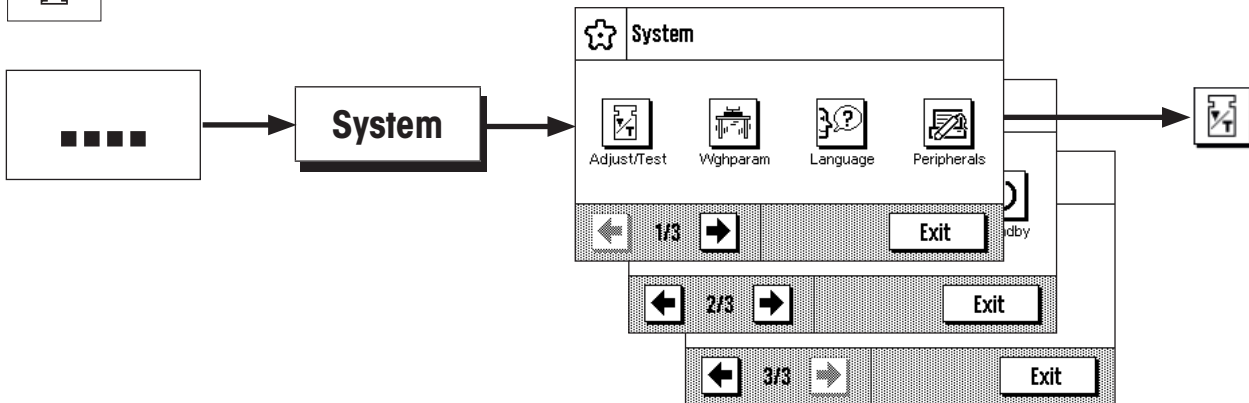 System
System
Adjust/Test Wghparam Language Peripherals
1/3 Exit
dby
2/3 Exit
3/3 Exit